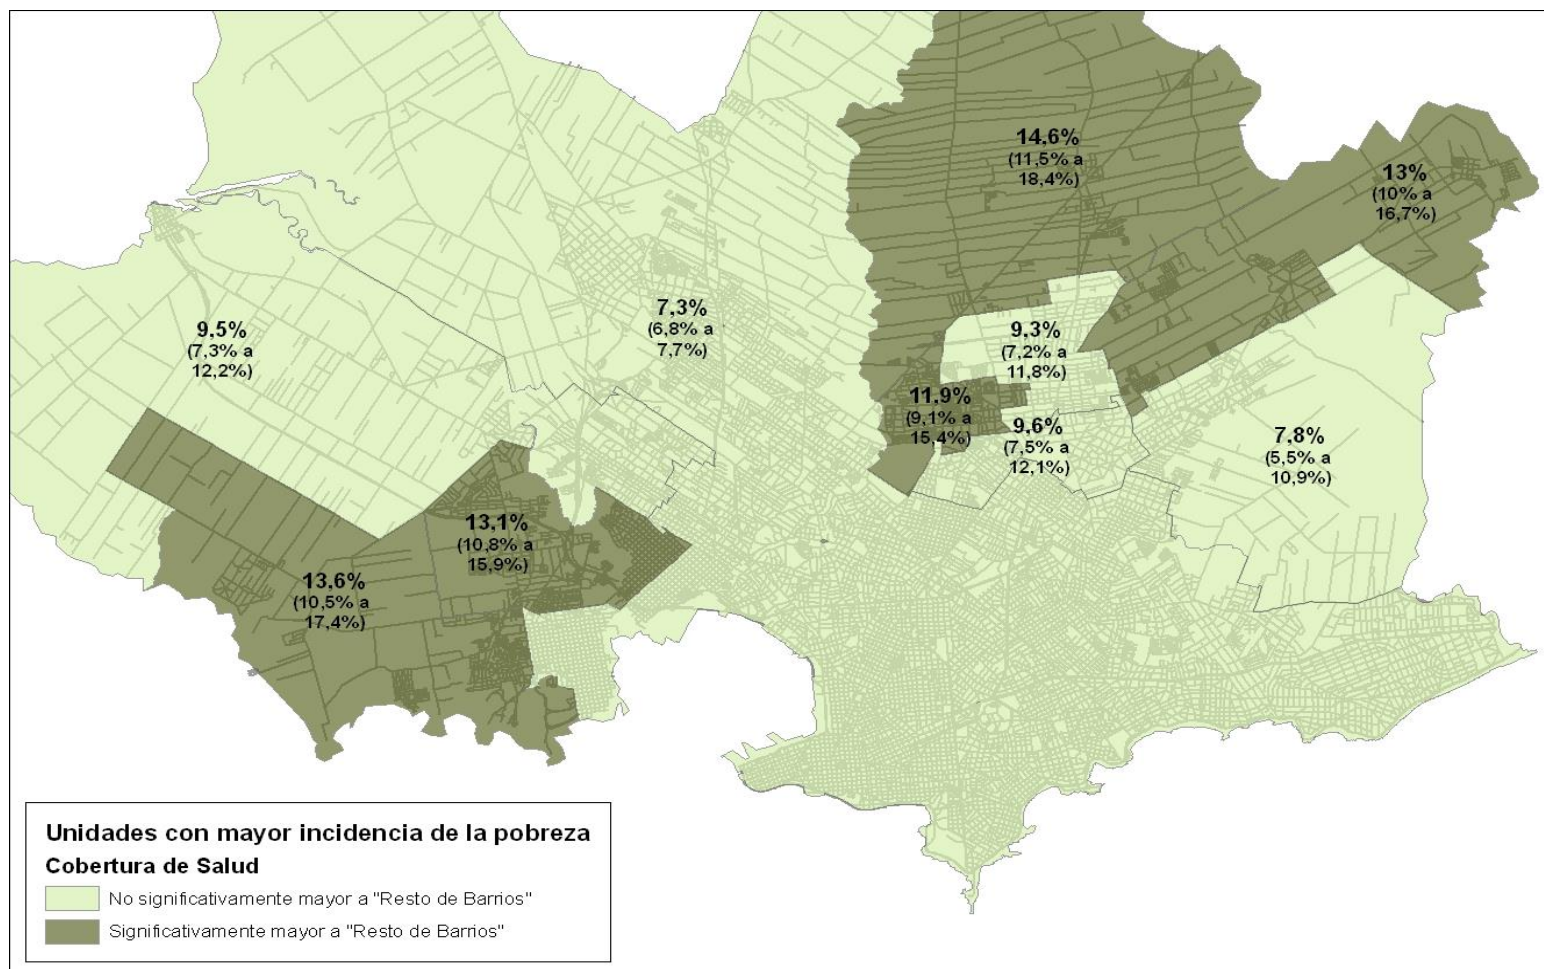 14,6%
(11,5% a
18,4%)
13%
(10% a
16,7%)
7,3%
(6,8% a
7,7%)
9,5%
(7,3% a
12,2%)
9,3%
(7,2% a
11,8%)
11,9%
(9,1% a
15,4%)
9,6%
(7,5% a
12,1%)
7,8%
(5,5% a
10,9%)
13,1%
(10,8% a
15,9%)
13,6%
(10,5% a
17,4%)
Unidades con mayor incidencia de la pobreza
Cobertura de Salud
No significativamente mayor a "Resto de Barrios"
Significativamente mayor a "Resto de Barrios"